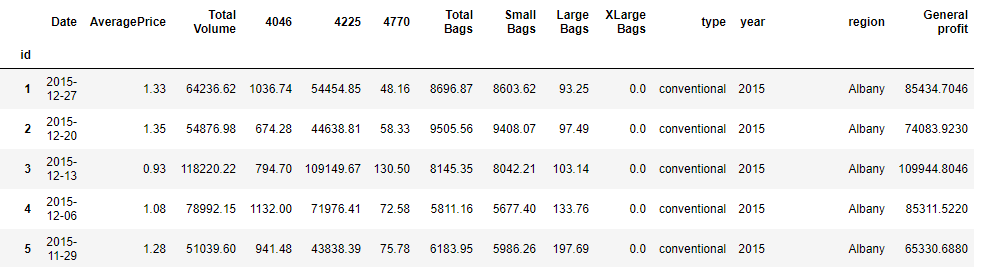 Date AveragePrice Total Volume 4046 4225 4770 Total Bags Small Bags Large Bags XLarge Bags type year region General profit
id
1 2015-12-27 1.33 64236.62 1036.74 54454.85 48.16 8696.87 8603.62 93.25 0.0 conventional 2015 Albany 85434.7046
2 2015-12-20 1.35 54876.98 674.28 44638.81 58.33 9505.56 9408.07 97.49 0.0 conventional 2015 Albany 74083.9230
3 2015-12-13 0.93 118220.22 794.70 109149.67 130.50 8145.35 8042.21 103.14 0.0 conventional 2015 Albany 109944.8046
4 2015-12-06 1.08 78992.15 1132.00 71976.41 72.58 5811.16 5677.40 133.76 0.0 conventional 2015 Albany 85311.5220
5 2015-11-29 1.28 51039.60 941.48 43838.39 75.78 6183.95 5986.26 197.69 0.0 conventional 2015 Albany 65330.6880